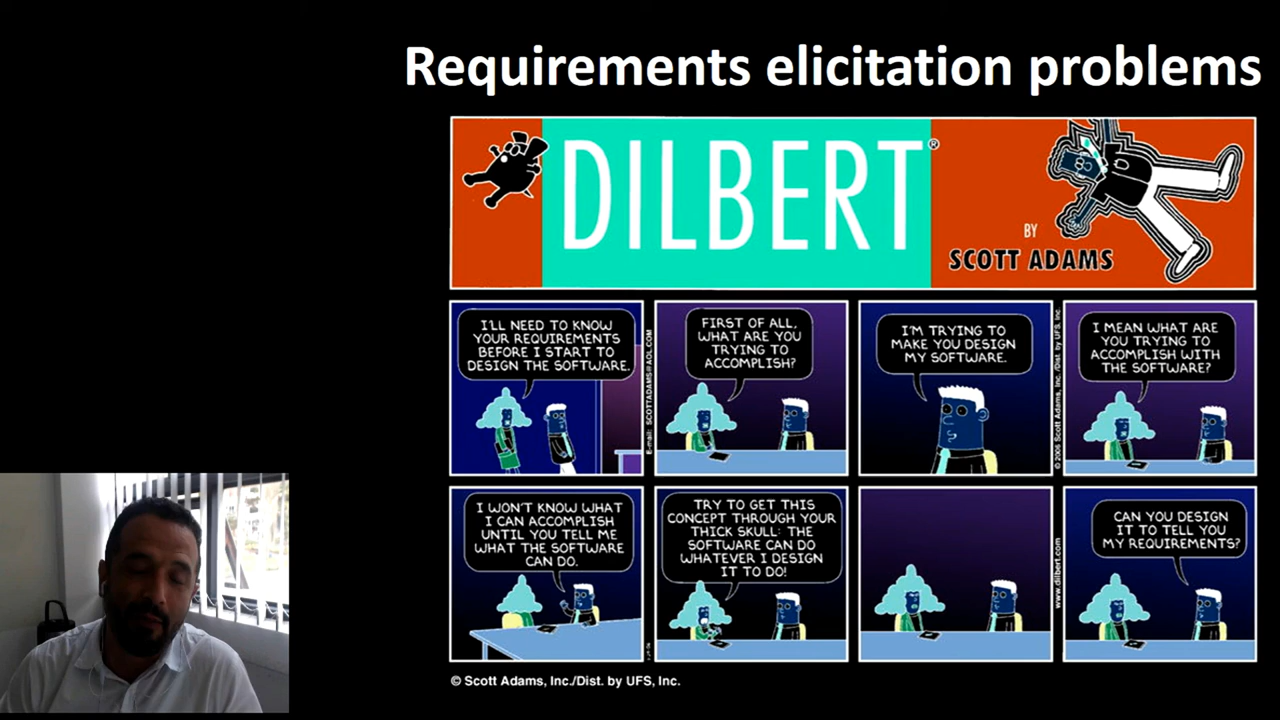 Requirements elicitation problems
DILBERT®
BY
SCOTT ADAMS
I'LL NEED TO KNOW
YOUR REQUIREMENTS
BEFORE I START TO
DESIGN THE SOFTWARE.
E-mail: SCOTTADAMS@AOL.COM
FIRST OF ALL,
WHAT ARE YOU
TRYING TO
ACCOMPLISH?
I'M TRYING TO
MAKE YOU DESIGN
MY SOFTWARE.
© 2006 Scott Adams, Inc./Dist. by UFS, Inc.
I MEAN WHAT ARE
YOU TRYING TO
ACCOMPLISH WITH
THE SOFTWARE?
I WON'T KNOW WHAT
I CAN ACCOMPLISH
UNTIL YOU TELL ME
WHAT THE SOFTWARE
CAN DO.
TRY TO GET THIS
CONCEPT THROUGH YOUR
THICK SKULL: THE
SOFTWARE CAN DO
WHATEVER I DESIGN
IT TO DO!
www.dilbert.com
CAN YOU DESIGN
IT TO TELL YOU
MY REQUIREMENTS?
© Scott Adams, Inc./Dist. by UFS, Inc.